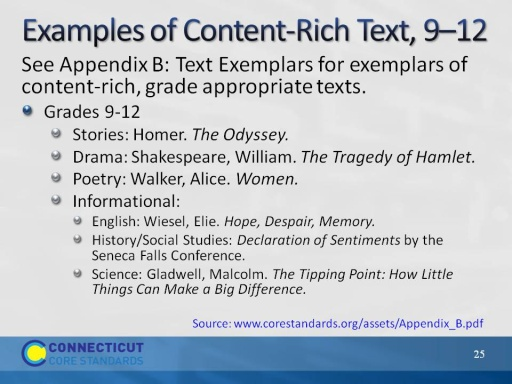 Examples of Content-Rich Text, 9–12
See Appendix B: Text Exemplars for exemplars of
content-rich, grade appropriate texts.
Grades 9-12
Stories: Homer. The Odyssey.
Drama: Shakespeare, William. The Tragedy of Hamlet.
Poetry: Walker, Alice. Women.
Informational:
English: Wiesel, Elie. Hope, Despair, Memory.
History/Social Studies: Declaration of Sentiments by the
Seneca Falls Conference.
Science: Gladwell, Malcolm. The Tipping Point: How Little
Things Can Make a Big Difference.
Source: www.corestandards.org/assets/Appendix_B.pdf
CONNECTICUT
CORE STANDARDS
25